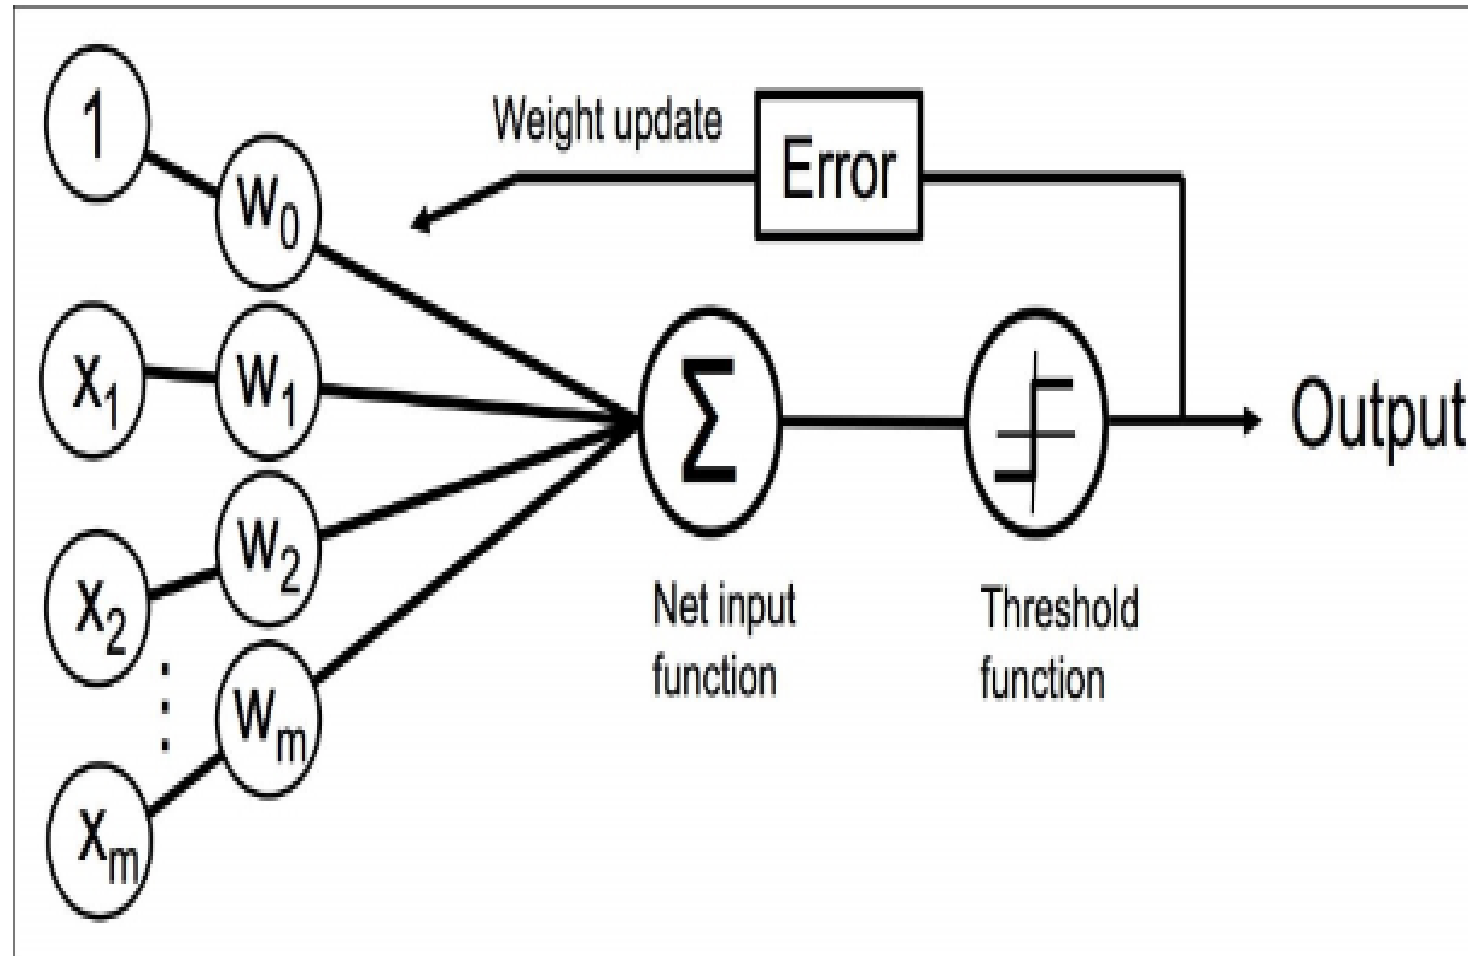 1
w₀
Weight update
Error
x₁
w₁
Σ
Output
x₂
w₂
Net input
function
Threshold
function
xₘ
wₘ